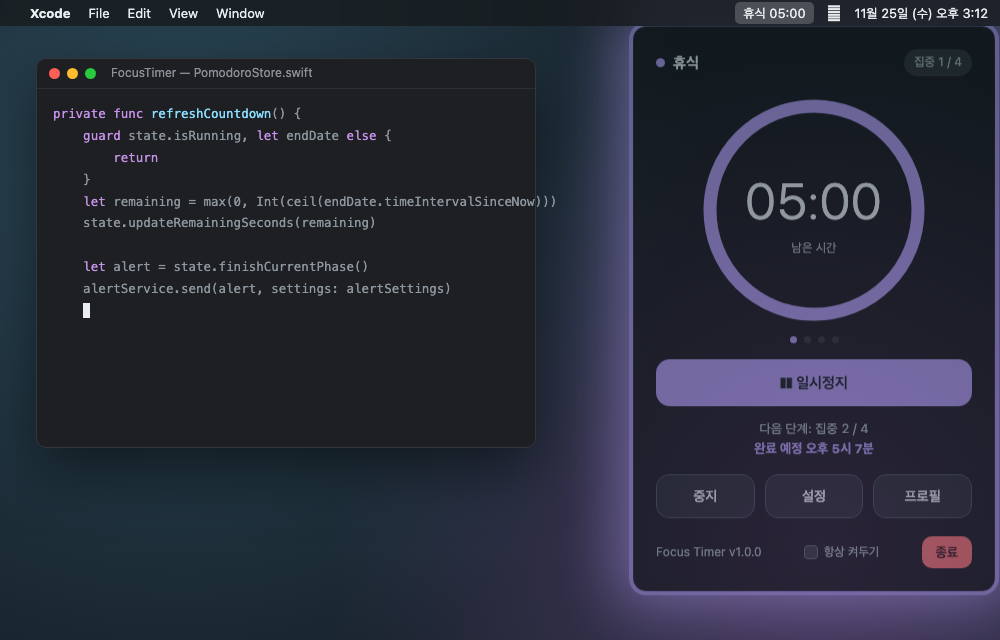 Xcode File Edit View Window 휴식 05:00 11월 25일 (수) 오후 3:12
FocusTimer — PomodoroStore.swift
private func refreshCountdown() {
    guard state.isRunning, let endDate else {
        return
    }
    let remaining = max(0, Int(ceil(endDate.timeIntervalSinceNow)))
    state.updateRemainingSeconds(remaining)
    let alert = state.finishCurrentPhase()
    alertService.send(alert, settings: alertSettings)
휴식 집중 1 / 4
05:00
남은 시간
일시정지
다음 단계: 집중 2 / 4
완료 예정 오후 5시 7분
중지 설정 프로필
Focus Timer v1.0.0 항상 켜두기 종료